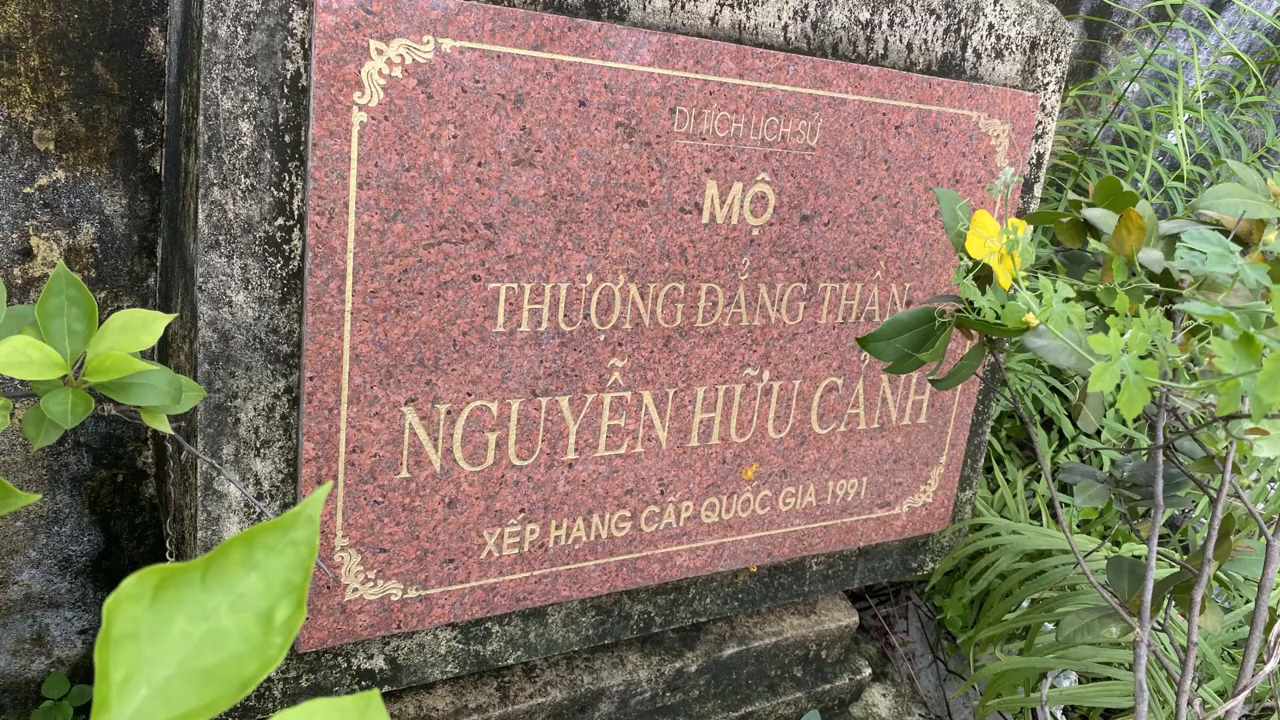 DI TÍCH LỊCH SỬ
MỘ
THƯỢNG ĐẲNG THẦN
NGUYỄN HỮU CẢNH
XẾP HẠNG CẤP QUỐC GIA 1991